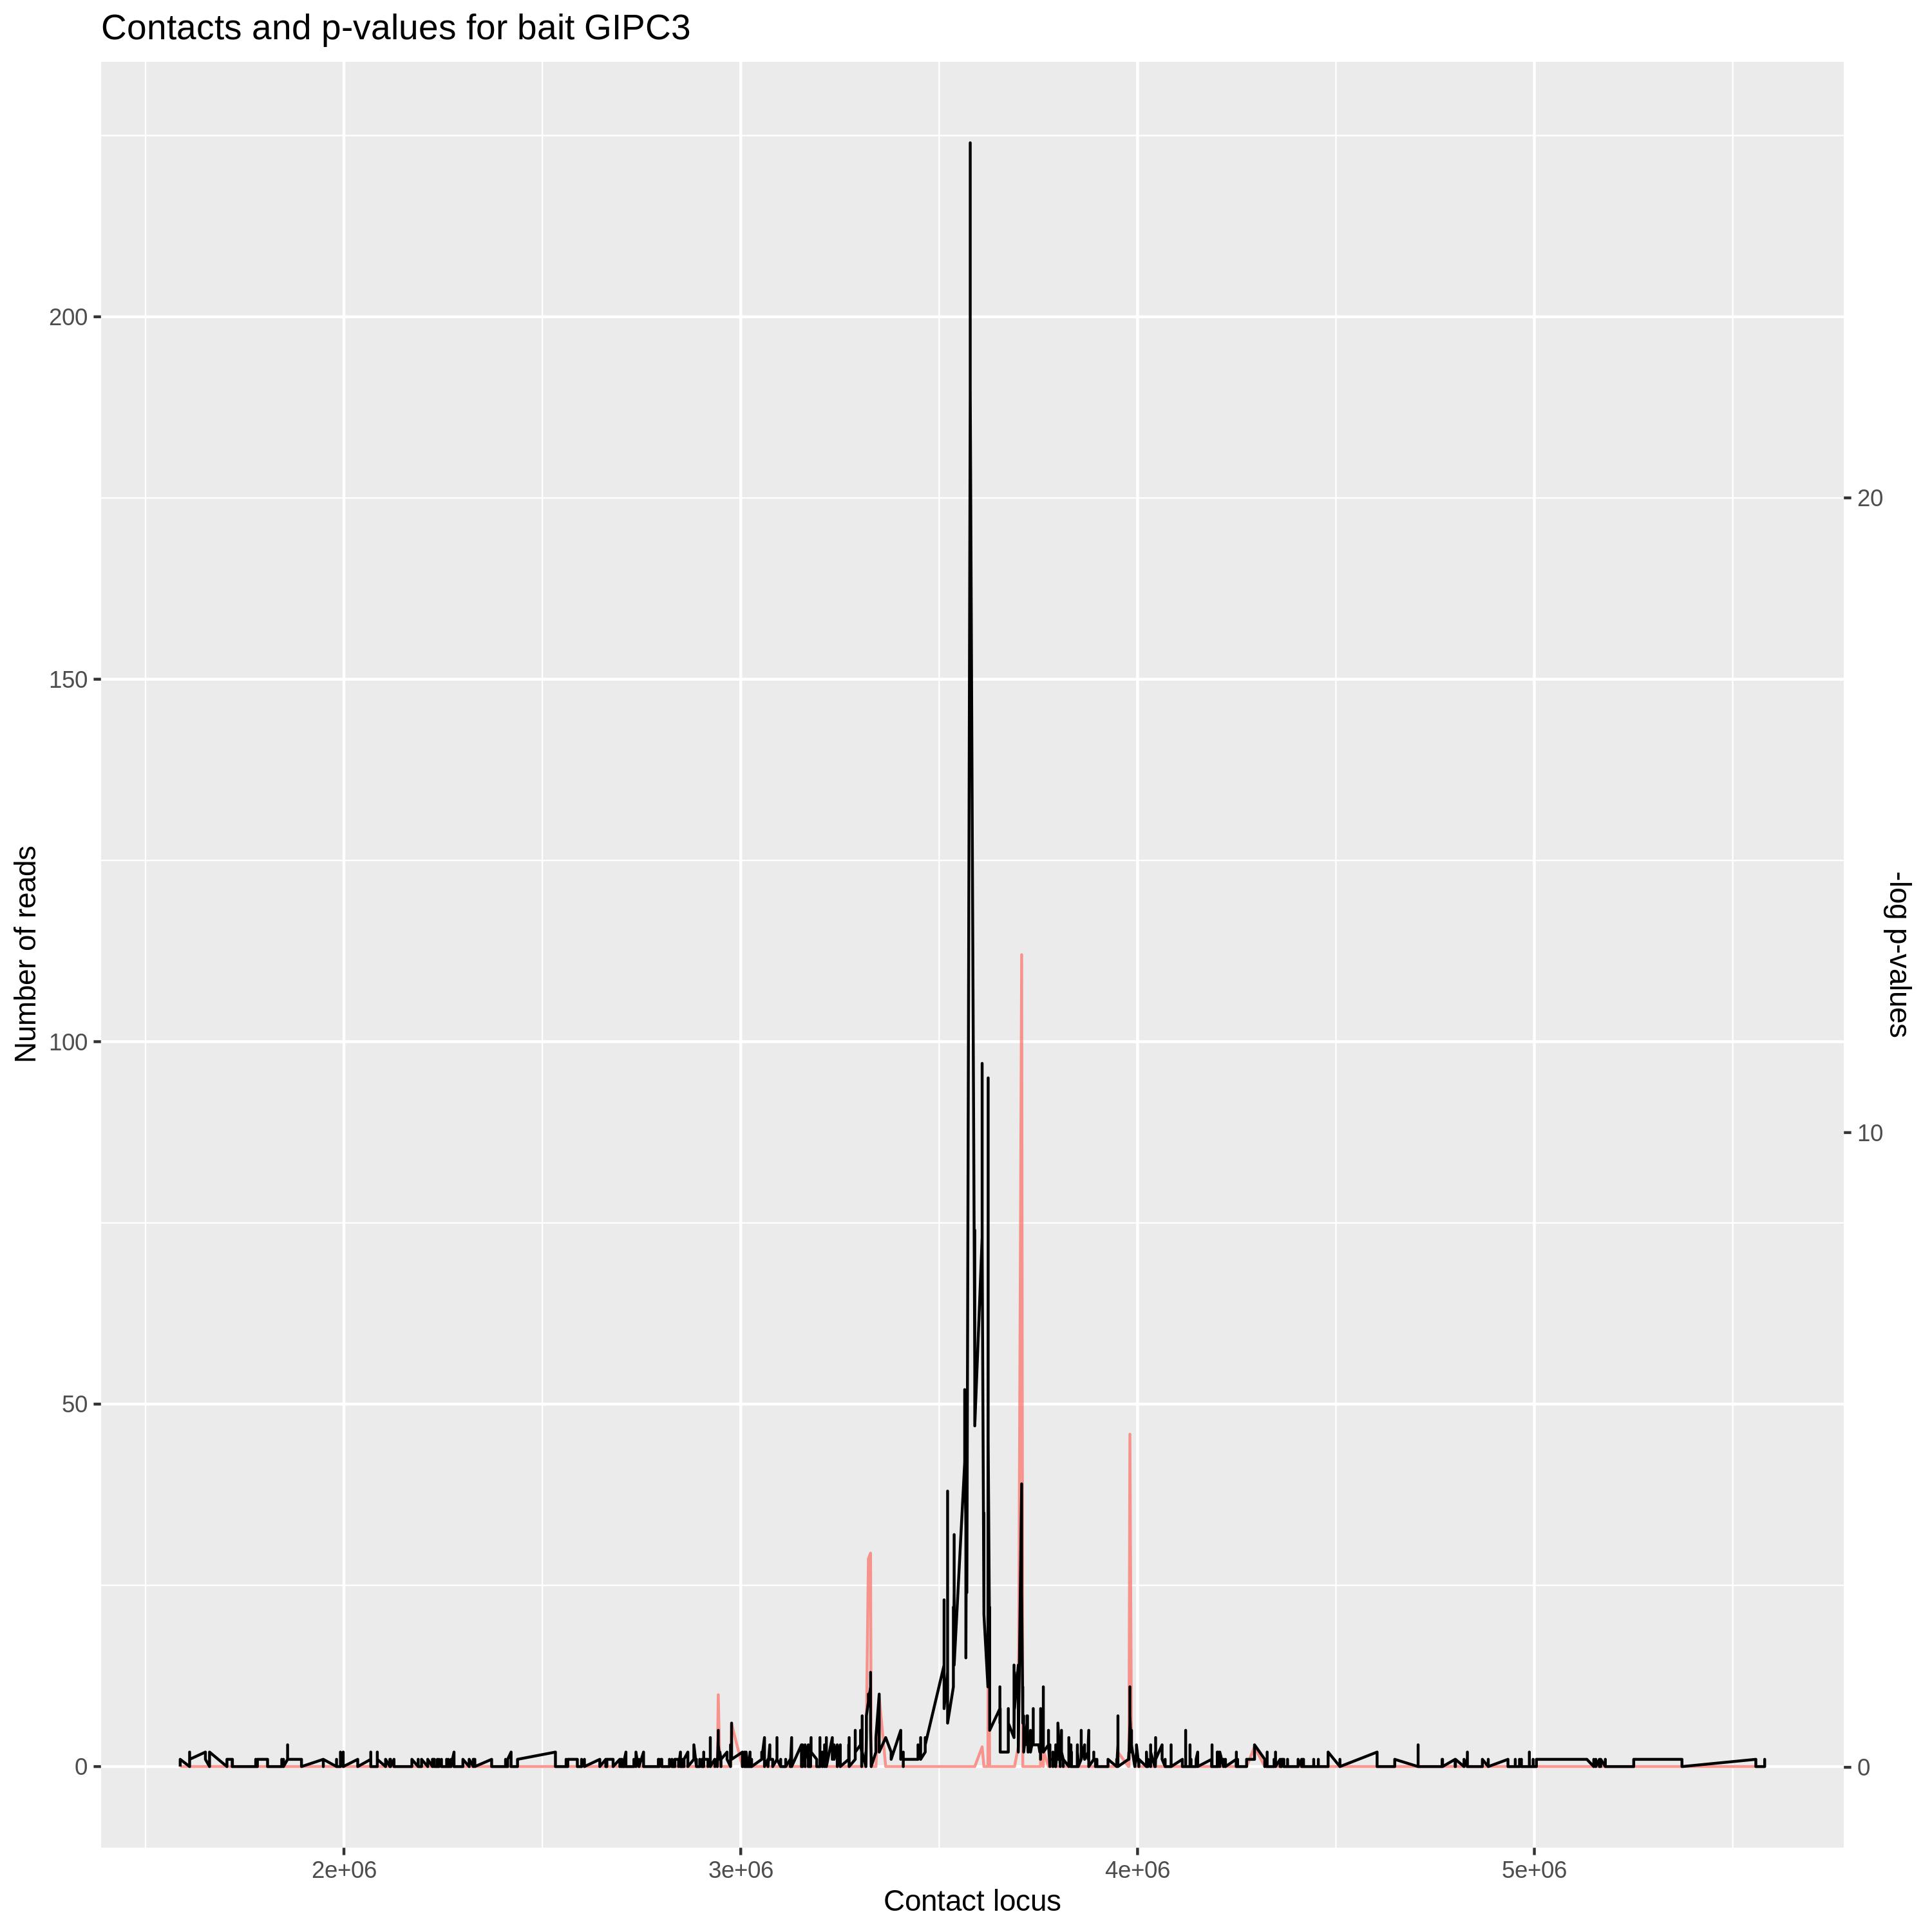 Contacts and p-values for bait GIPC3
Number of reads
200
150
100
50
0
20
10
0
-log p-values
2e+06
3e+06
4e+06
5e+06
Contact locus